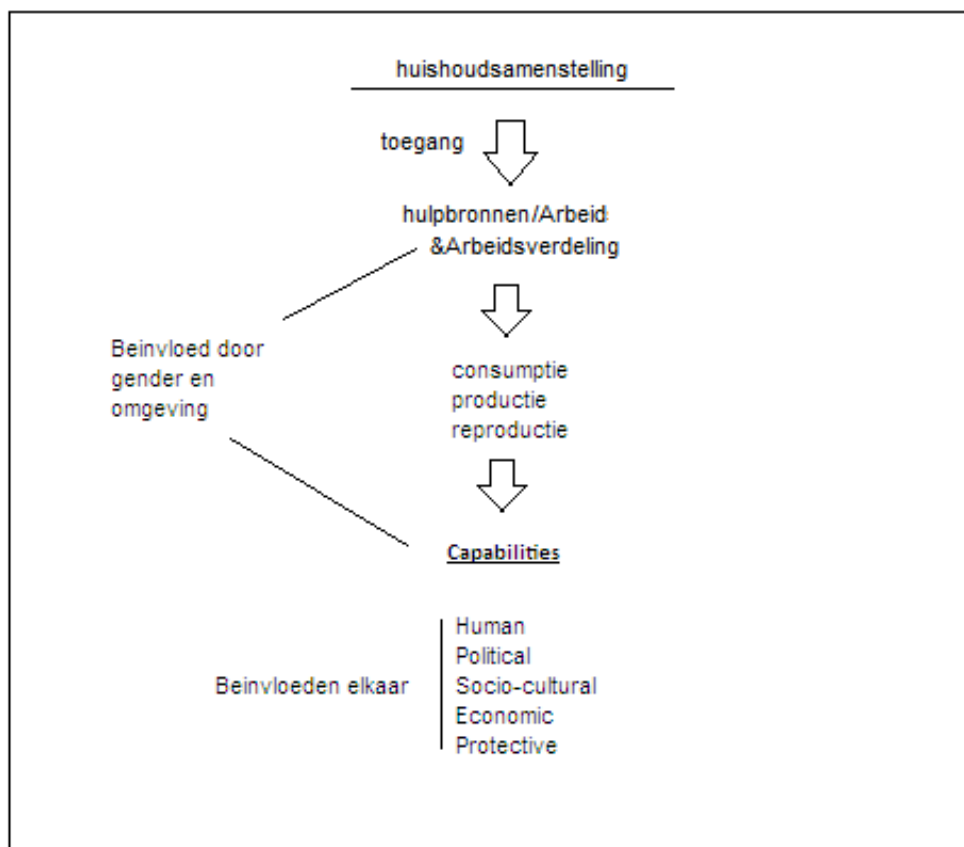 huishoudsamenstelling
toegang
hulpbronnen/Arbeid
&Arbeidsverdeling
Beinvloed door
gender en
omgeving
consumptie
productie
reproductie
Capabilities
Human
Political
Socio-cultural
Economic
Protective
Beinvloeden elkaar